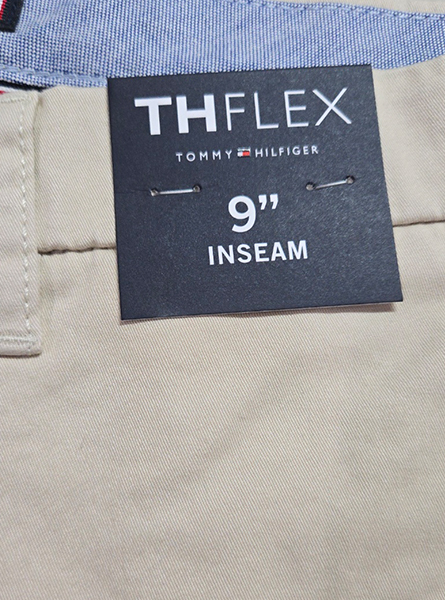 THFLEX
TOMMY HILFIGER
9”
INSEAM